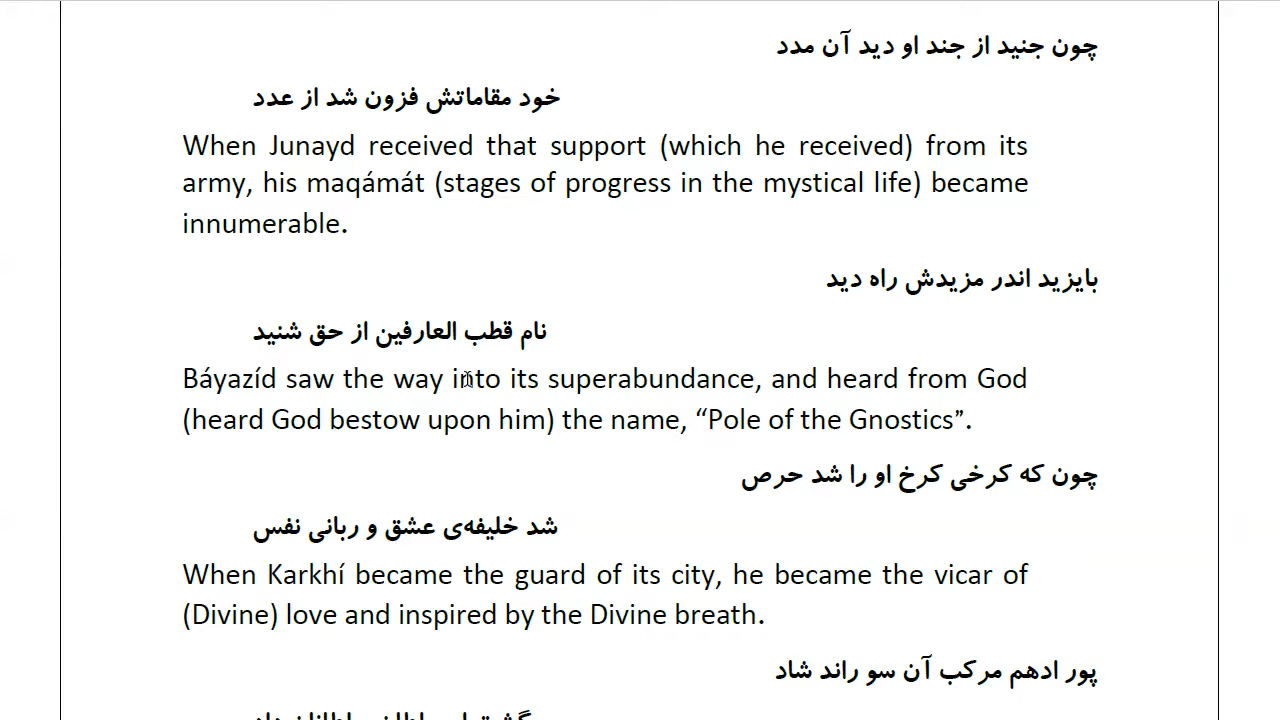 چون جنید از جند او دید آن مدد
خود مقاماتش فزون شد از عدد
When Junayd received that support (which he received) from its
army, his maqámát (stages of progress in the mystical life) became
innumerable.
بایزید اندر مزیدش راه دید
نام قطب العارفین از حق شنید
Báyazíd saw the way into its superabundance, and heard from God
(heard God bestow upon him) the name, “Pole of the Gnostics”.
چون که کرخی کرخ او را شد حرص
شد خلیفه‌ی عشق و ربانی نفس
When Karkhí became the guard of its city, he became the vicar of
(Divine) love and inspired by the Divine breath.
پور ادهم مرکب آن سو راند شاد